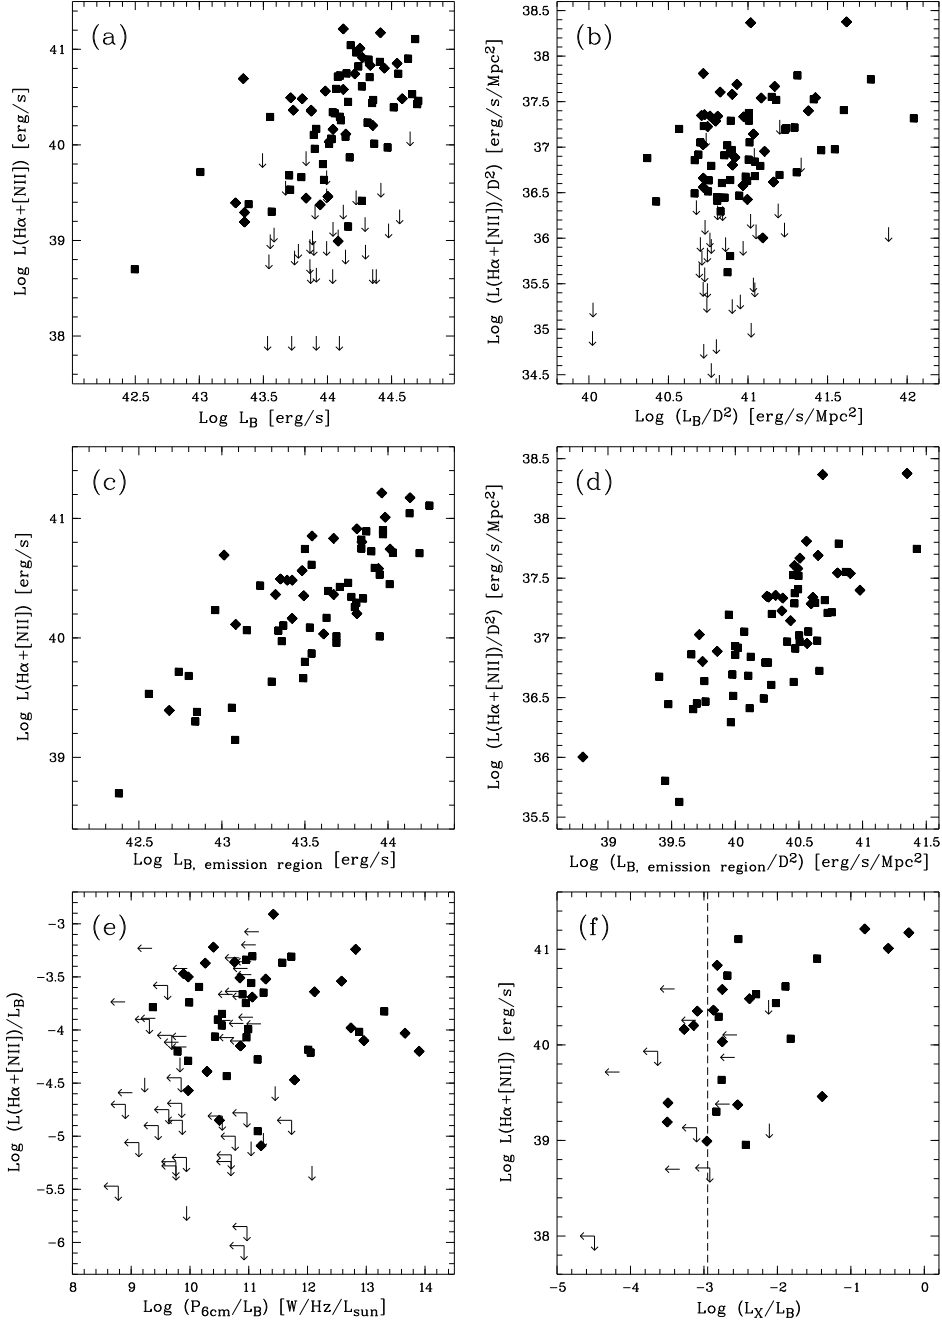 (a)
Log L(Hα+[NII]) [erg/s]
41
40
39
38
42.5 43 43.5 44 44.5
Log L_B [erg/s]
(b)
Log (L(Hα+[NII])/D²) [erg/s/Mpc²]
38.5
38
37.5
37
36.5
36
35.5
35
34.5
40 40.5 41 41.5 42
Log (L_B/D²) [erg/s/Mpc²]
(c)
Log L(Hα+[NII]) [erg/s]
41
40
39
42.5 43 43.5 44
Log L_B, emission region [erg/s]
(d)
Log (L(Hα+[NII])/D²) [erg/s/Mpc²]
38.5
38
37.5
37
36.5
36
35.5
39 39.5 40 40.5 41 41.5
Log (L_B, emission region/D²) [erg/s/Mpc²]
(e)
Log (L(Hα+[NII])/L_B)
−3
−3.5
−4
−4.5
−5
−5.5
−6
8 9 10 11 12 13 14
Log (P_6cm/L_B) [W/Hz/L_sun]
(f)
Log L(Hα+[NII]) [erg/s]
41
40
39
38
−5 −4 −3 −2 −1 0
Log (L_X/L_B)